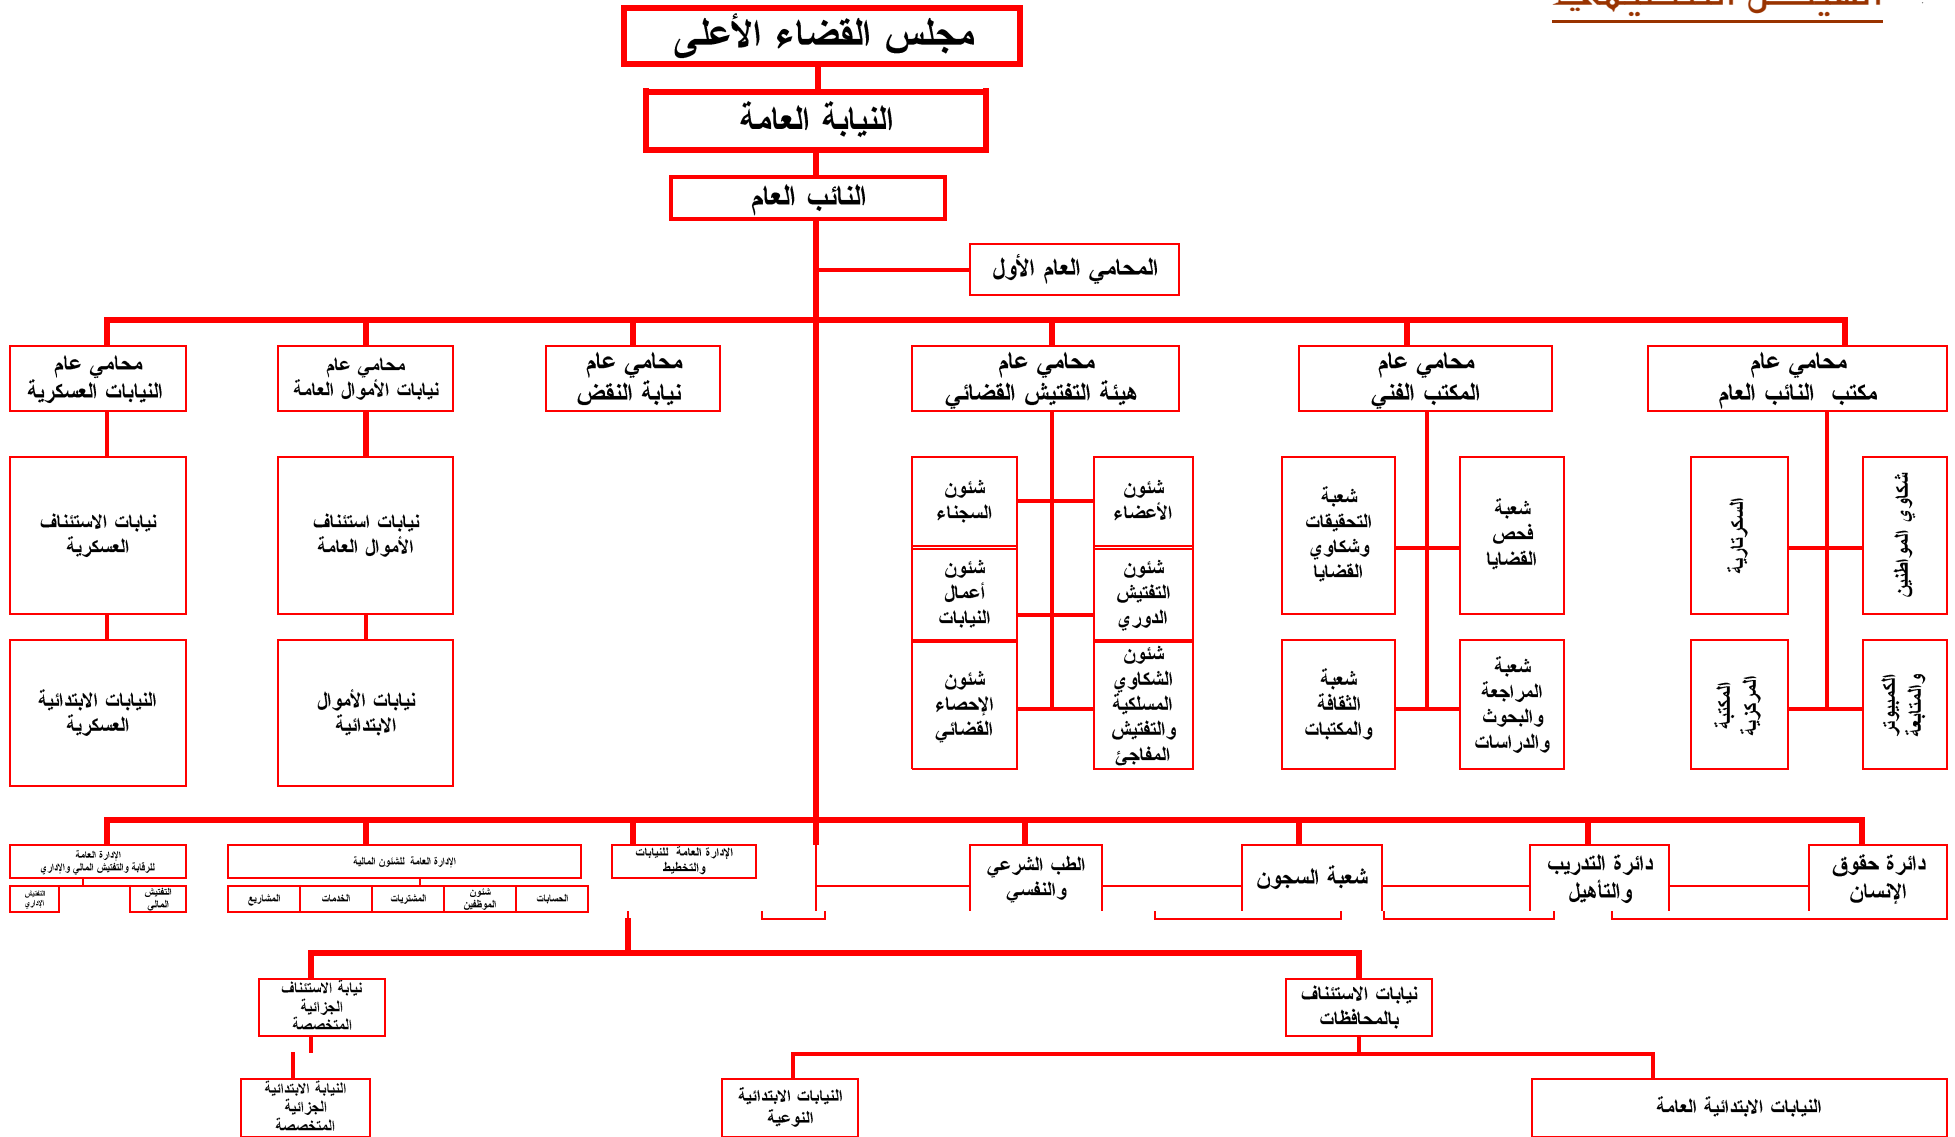 مجلس القضاء الأعلى
النيابة العامة
النائب العام
المحامي العام الأول
محامي عام
مكتب النائب العام
محامي عام
المكتب الفني
محامي عام
هيئة التفتيش القضائي
محامي عام
نيابة النقض
محامي عام
نيابات الأموال العامة
محامي عام
النيابات العسكرية
شكاوي المواطنين
السكرتارية
الكمبيوتر
والمتابعة
المكتبة
المركزية
شعبة
فحص
القضايا
شعبة
التحقيقات
وشكاوي
القضايا
شعبة
المراجعة
والبحوث
والدراسات
شعبة
الثقافة
والمكتبات
شئون
الأعضاء
شئون
السجناء
شئون
التفتيش
الدوري
شئون
أعمال
النيابات
شئون
الشكاوي
المسلكية
والتفتيش
المفاجئ
شئون
الإحصاء
القضائي
نيابات استئناف
الأموال العامة
نيابات الأموال
الابتدائية
نيابات الاستئناف
العسكرية
النيابات الابتدائية
العسكرية
دائرة حقوق
الإنسان
دائرة التدريب
والتأهيل
شعبة السجون
الطب الشرعي
والنفسي
الإدارة العامة للنيابات
والتخطيط
الإدارة العامة للشئون المالية
الحسابات
شئون
الموظفين
المشتريات
الخدمات
المشاريع
الإدارة العامة
للرقابة والتفتيش المالي والإداري
التفتيش
المالي
التفتيش
الإداري
نيابات الاستئناف
بالمحافظات
نيابة الاستئناف
الجزائية
المتخصصة
النيابات الابتدائية العامة
النيابات الابتدائية
النوعية
النيابة الابتدائية
الجزائية
المتخصصة